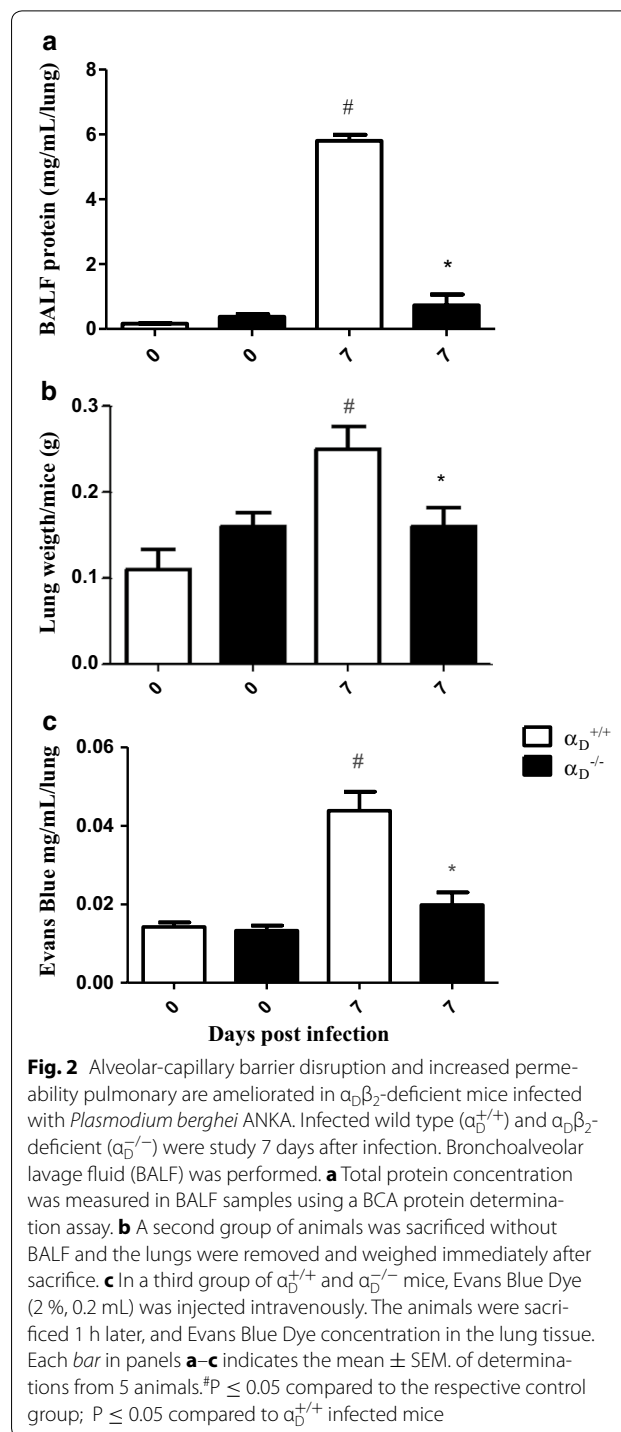 a
8
6
4
2
0
BALF protein (mg/mL/lung)
#
*
0 0 7 7
b
0.3
0.2
0.1
0.0
Lung weigth/mice (g)
#
*
0 0 7 7
c
0.06
0.04
0.02
0.00
Evans Blue mg/mL/lung
#
*
0 0 7 7
Days post infection
α_D^+/+
α_D^-/-
Fig. 2 Alveolar-capillary barrier disruption and increased perme-
ability pulmonary are ameliorated in α_Dβ_2-deficient mice infected
with Plasmodium berghei ANKA. Infected wild type (α_D^+/+) and α_Dβ_2-
deficient (α_D^−/−) were study 7 days after infection. Bronchoalveolar
lavage fluid (BALF) was performed. a Total protein concentration
was measured in BALF samples using a BCA protein determina-
tion assay. b A second group of animals was sacrificed without
BALF and the lungs were removed and weighed immediately after
sacrifice. c In a third group of α_D^+/+ and α_D^−/− mice, Evans Blue Dye
(2 %, 0.2 mL) was injected intravenously. The animals were sacri-
ficed 1 h later, and Evans Blue Dye concentration in the lung tissue.
Each bar in panels a–c indicates the mean ± SEM. of determina-
tions from 5 animals.#P ≤ 0.05 compared to the respective control
group; P ≤ 0.05 compared to α_D^+/+ infected mice